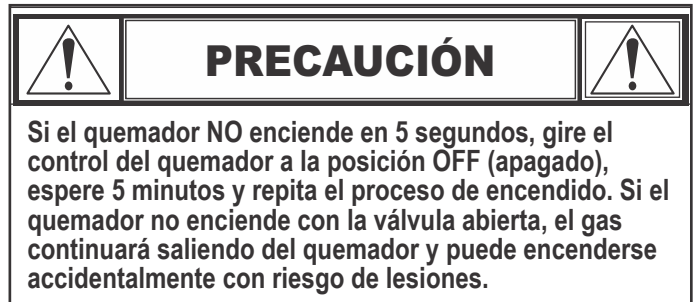 PRECAUCIÓN
Si el quemador NO enciende en 5 segundos, gire el
control del quemador a la posición OFF (apagado),
espere 5 minutos y repita el proceso de encendido. Si el
quemador no enciende con la válvula abierta, el gas
continuará saliendo del quemador y puede encenderse
accidentalmente con riesgo de lesiones.